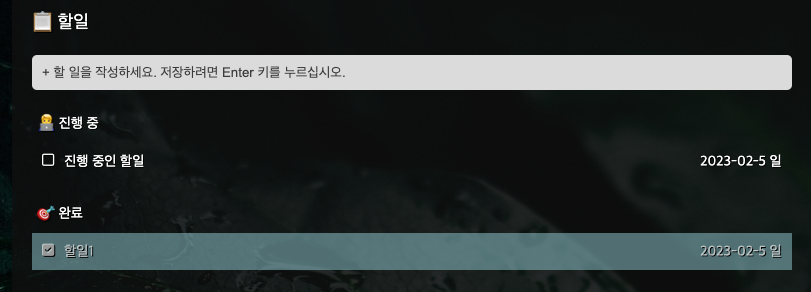 할일
+ 할 일을 작성하세요. 저장하려면 Enter 키를 누르십시오.
진행 중
진행 중인 할일 2023-02-5 일
완료
할일1 2023-02-5 일